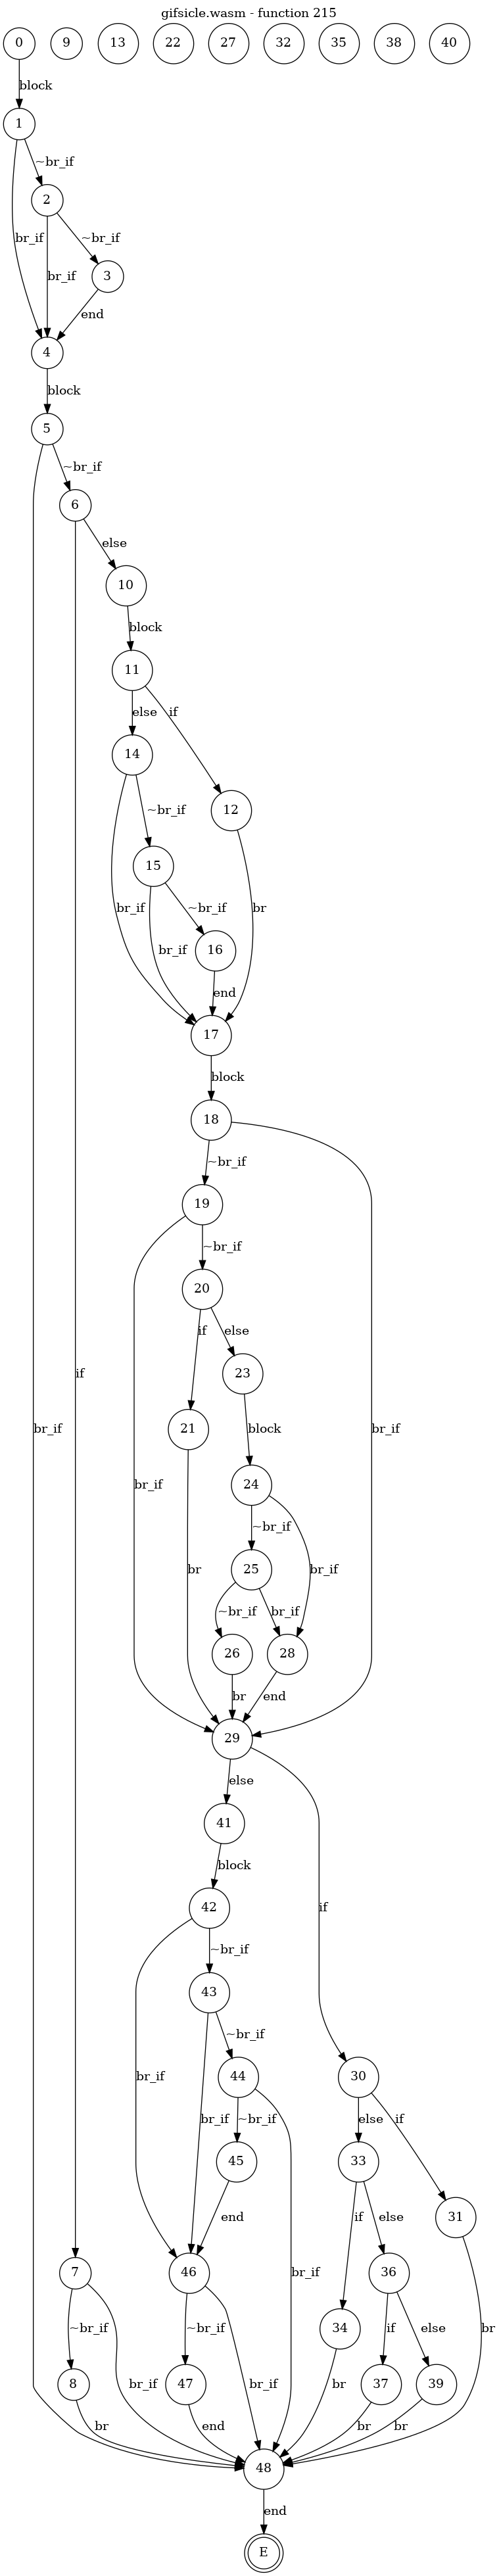 gifsicle.wasm - function 215
0 9 13 22 27 32 35 38 40
block
1
~br_if
2
br_if br_if ~br_if
3
end
4
block
5
~br_if
6
else
10
block
11
else if
14
12
~br_if
15
br_if br_if ~br_if br
16
end
17
block
18
~br_if
19
~br_if
20
if else
23
br_if if 21 block br_if
24
br_if br ~br_if
25 br_if
~br_if br_if
26 28
br end
29
else
41
block
42
if
~br_if
43
~br_if
44 30
br_if br_if ~br_if else if
45 33
31
end if else
7 46 36
~br_if ~br_if br_if if else br
34
8 br_if 47 br_if br 37 39
br end br br
48
end
E